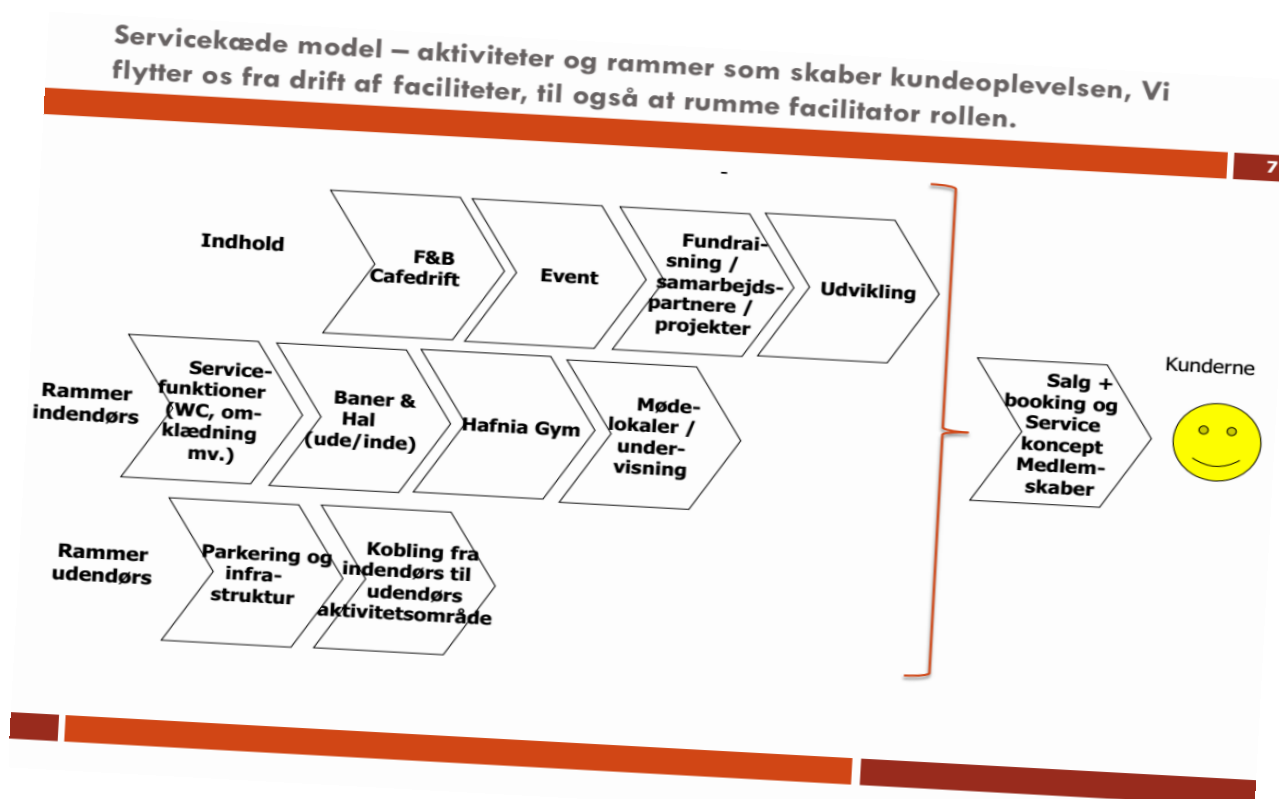 Servicekæde model – aktiviteter og rammer som skaber kundeoplevelsen, Vi
flytter os fra drift af faciliteter, til også at rumme facilitator rollen.
7
-
Indhold
F&B
Cafedrift
Event
Fundrai-
sning /
samarbejds-
partnere /
projekter
Udvikling
Rammer
indendørs
Service-
funktioner
(WC, om-
klædning
mv.)
Baner &
Hal
(ude/inde)
Hafnia Gym
Møde-
lokaler /
under-
visning
Rammer
udendørs
Parkering og
infra-
struktur
Kobling fra
indendørs til
udendørs
aktivitetsområde
Salg +
booking og
Service
koncept
Medlem-
skaber
Kunderne